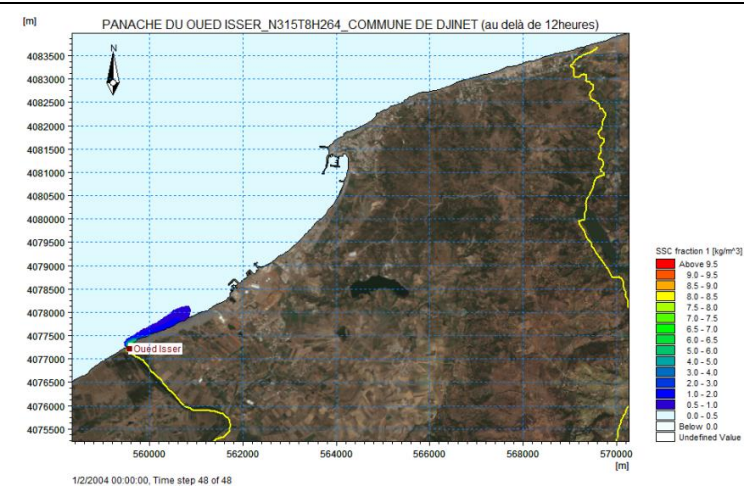 [m]
PANACHE DU OUED ISSER_N315T8H264_COMMUNE DE DJINET (au delà de 12heures)
N
4083500
4083000
4082500
4082000
4081500
4081000
4080500
4080000
4079500
4079000
4078500
4078000
4077500
4077000
4076500
4076000
4075500
Oued Isser
560000 562000 564000 566000 568000 570000
[m]
1/2/2004 00:00:00, Time step 48 of 48
SSC fraction 1 [kg/m^3]
Above 9.5
9.0 - 9.5
8.5 - 9.0
8.0 - 8.5
7.5 - 8.0
7.0 - 7.5
6.5 - 7.0
6.0 - 6.5
5.0 - 6.0
4.0 - 5.0
3.0 - 4.0
2.0 - 3.0
1.0 - 2.0
0.5 - 1.0
0.0 - 0.5
Below 0.0
Undefined Value